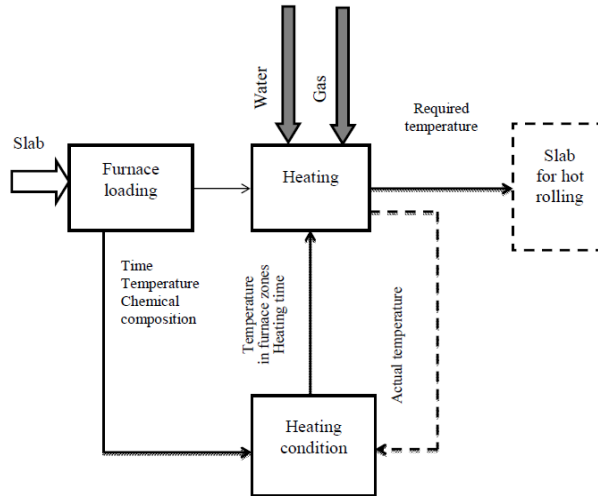 Water
Gas
Required
temperature
Slab
Furnace
loading
Heating
Slab
for hot
rolling
Time
Temperature
Chemical
composition
Temperature
in furnace zones
Heating time
Actual temperature
Heating
condition